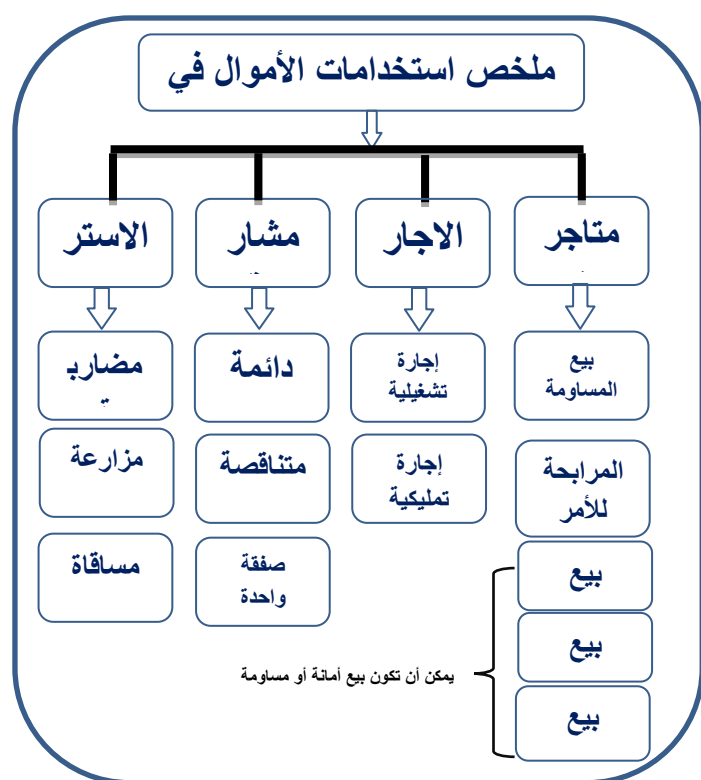 ملخص استخدامات الأموال في
متاجر
الاجار
مشار
الاستر
بيع
المساومة
إجارة
تشغيلية
دائمة
مضاربـ
المرابحة
للأمر
إجارة
تمليكية
متناقصة
مزارعة
بيع
صفقة
واحدة
مساقاة
بيع
يمكن أن تكون بيع أمانة أو مساومة
بيع